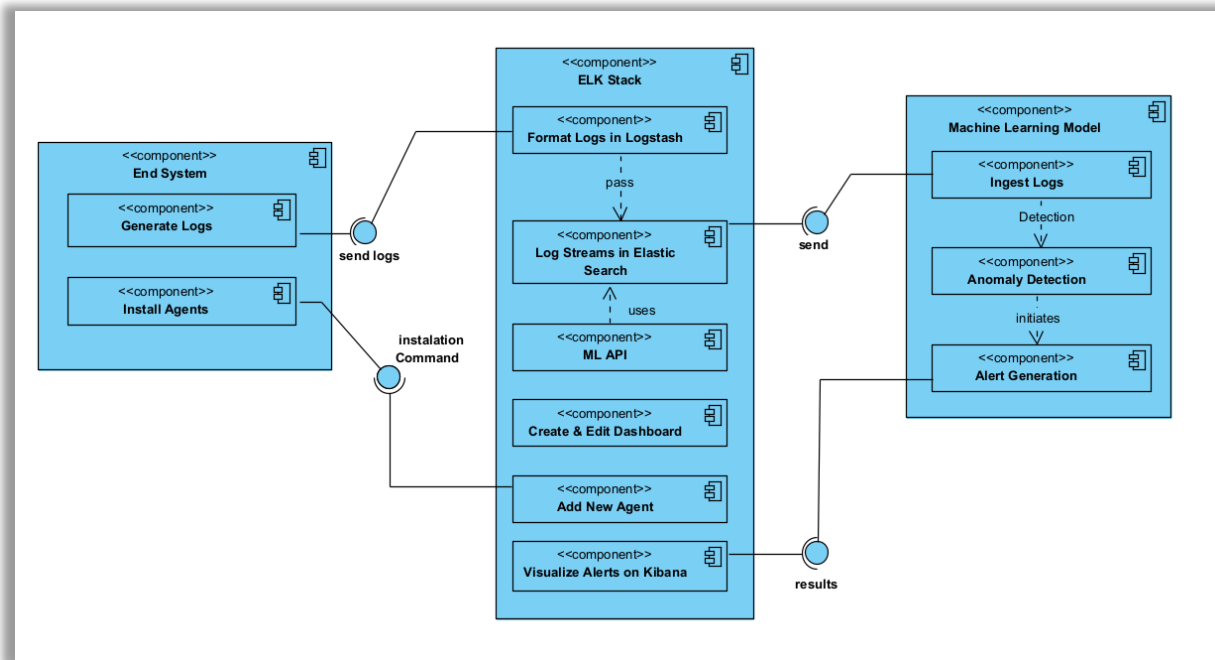 <<component>>
End System
<<component>>
Generate Logs
<<component>>
Install Agents
send logs
instalation
Command
<<component>>
ELK Stack
<<component>>
Format Logs in Logstash
pass
<<component>>
Log Streams in Elastic
Search
uses
<<component>>
ML API
<<component>>
Create & Edit Dashboard
<<component>>
Add New Agent
<<component>>
Visualize Alerts on Kibana
send
results
<<component>>
Machine Learning Model
<<component>>
Ingest Logs
Detection
<<component>>
Anomaly Detection
initiates
<<component>>
Alert Generation